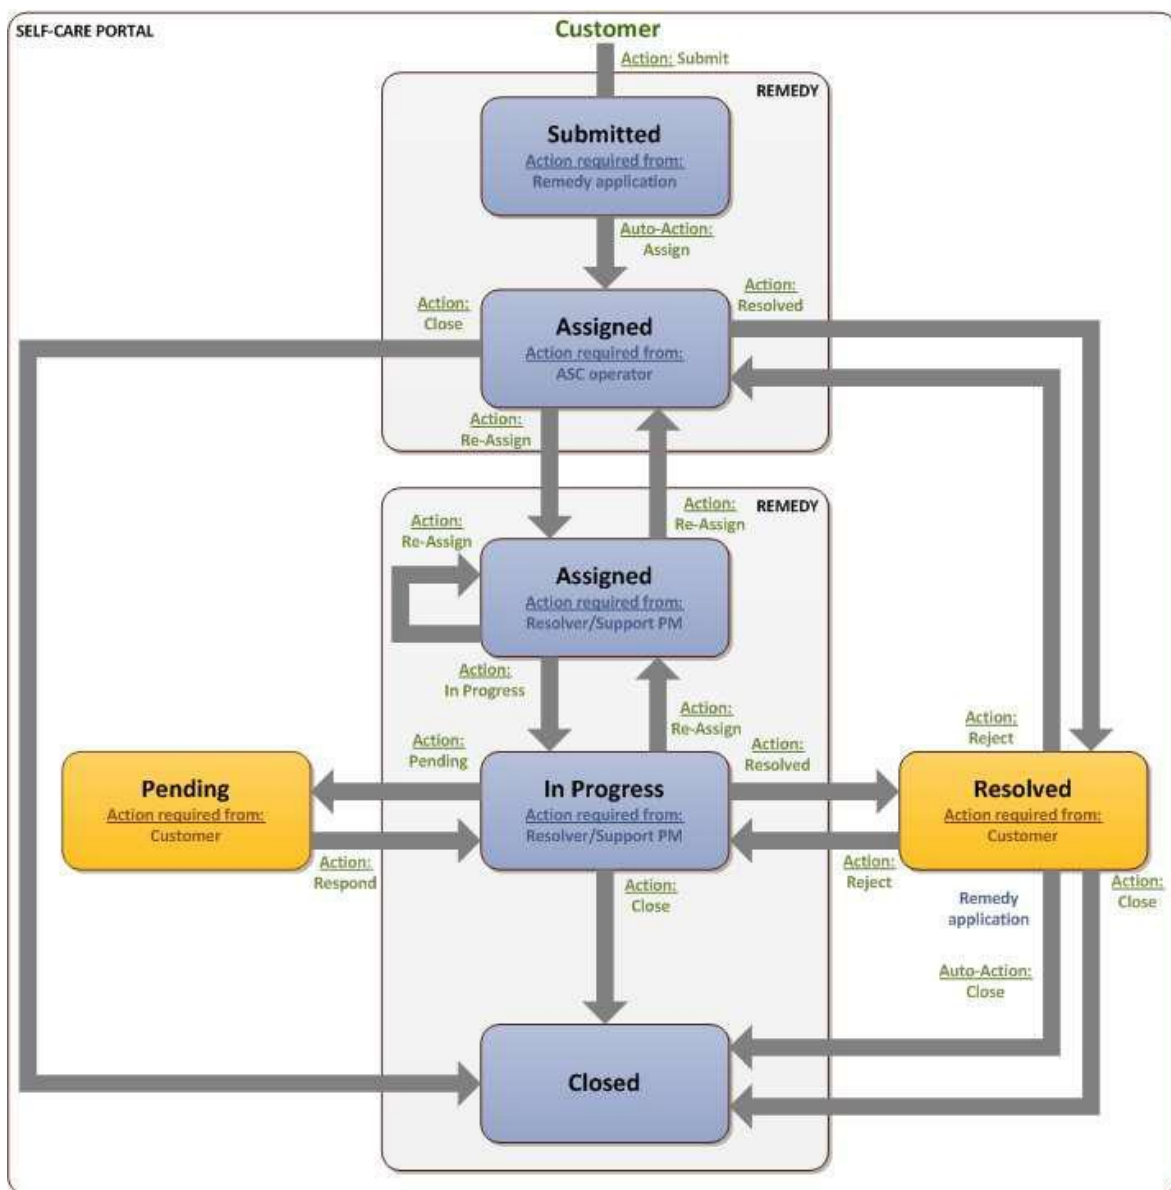 SELF-CARE PORTAL
Customer
Action: Submit
REMEDY
Submitted
Action required from:
Remedy application
Auto-Action:
Assign
Action:
Close
Action:
Resolved
Assigned
Action required from:
ASC operator
Action:
Re-Assign
REMEDY
Action:
Re-Assign
Action:
Re-Assign
Assigned
Action required from:
Resolver/Support PM
Action:
In Progress
Action:
Re-Assign
Action:
Reject
Action:
Pending
Action:
Resolved
Pending
Action required from:
Customer
In Progress
Action required from:
Resolver/Support PM
Resolved
Action required from:
Customer
Action:
Respond
Action:
Close
Action:
Reject
Remedy
application
Action:
Close
Auto-Action:
Close
Closed